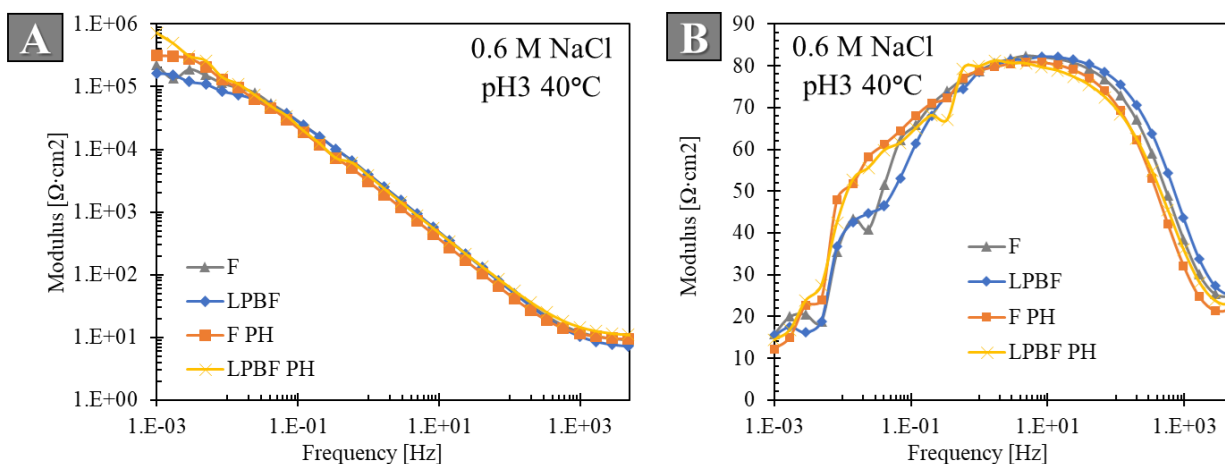 A
0.6 M NaCl
pH3 40°C
Modulus [Ω·cm2]
1.E+06
1.E+05
1.E+04
1.E+03
1.E+02
1.E+01
1.E+00
F
LPBF
F PH
LPBF PH
1.E-03
1.E-01
1.E+01
1.E+03
Frequency [Hz]
B
0.6 M NaCl
pH3 40°C
Modulus [Ω·cm2]
90
80
70
60
50
40
30
20
10
0
F
LPBF
F PH
LPBF PH
1.E-03
1.E-01
1.E+01
1.E+03
Frequency [Hz]